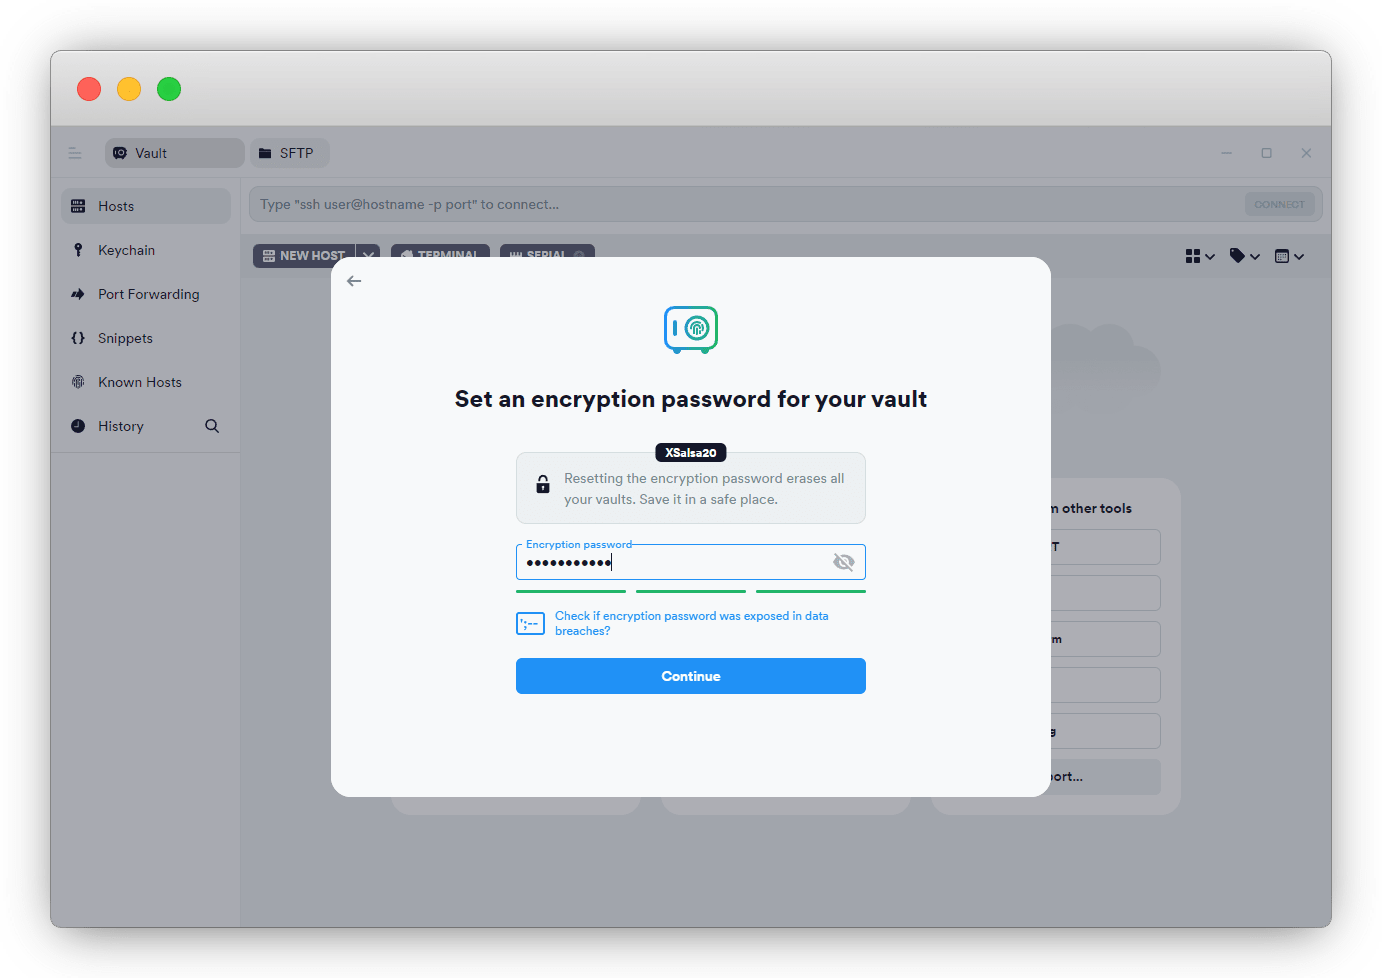 Vault
SFTP
Hosts
Type "ssh user@hostname -p port" to connect...
CONNECT
Keychain
NEW HOST
TERMINAL
SERIAL
Port Forwarding
Snippets
Known Hosts
History
Set an encryption password for your vault
XSalsa20
Resetting the encryption password erases all
your vaults. Save it in a safe place.
Encryption password
•••••••••••
';--
Check if encryption password was exposed in data
breaches?
Continue
other tools